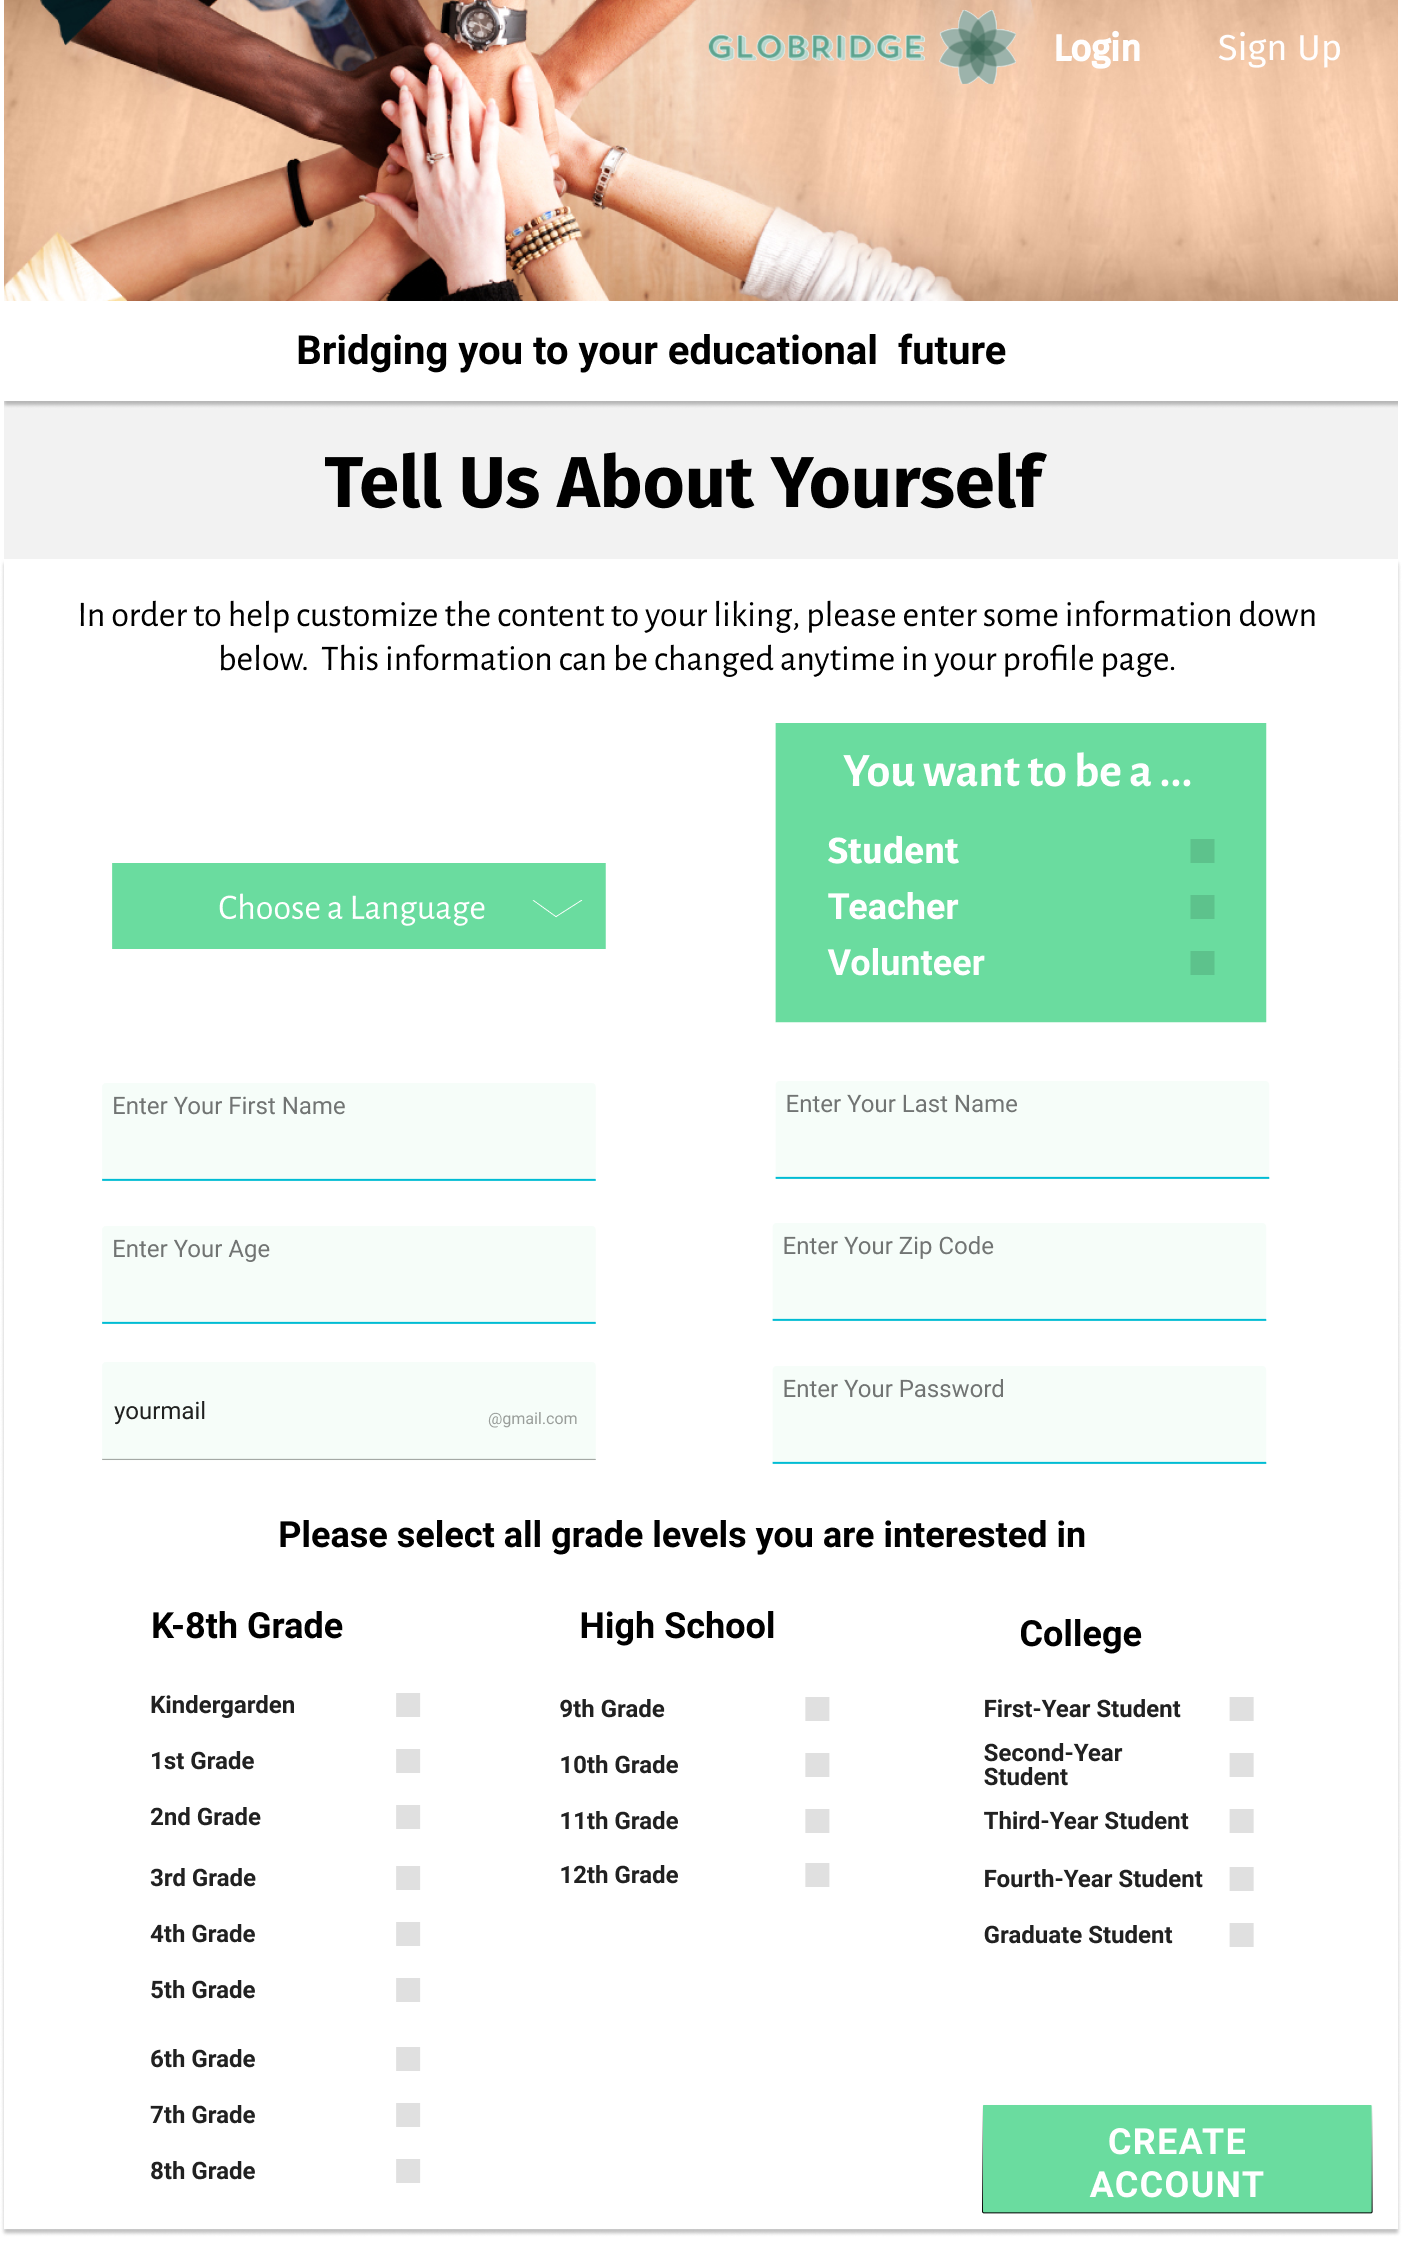 GLOBRIDGE
Login
Sign Up
Bridging you to your educational  future
Tell Us About Yourself
In order to help customize the content to your liking, please enter some information down
below.  This information can be changed anytime in your profile page.
Choose a Language
You want to be a ...
Student
Teacher
Volunteer
Enter Your First Name
Enter Your Last Name
Enter Your Age
Enter Your Zip Code
yourmail
@gmail.com
Enter Your Password
Please select all grade levels you are interested in
K-8th Grade
Kindergarden
1st Grade
2nd Grade
3rd Grade
4th Grade
5th Grade
6th Grade
7th Grade
8th Grade
High School
9th Grade
10th Grade
11th Grade
12th Grade
College
First-Year Student
Second-Year
Student
Third-Year Student
Fourth-Year Student
Graduate Student
CREATE
ACCOUNT